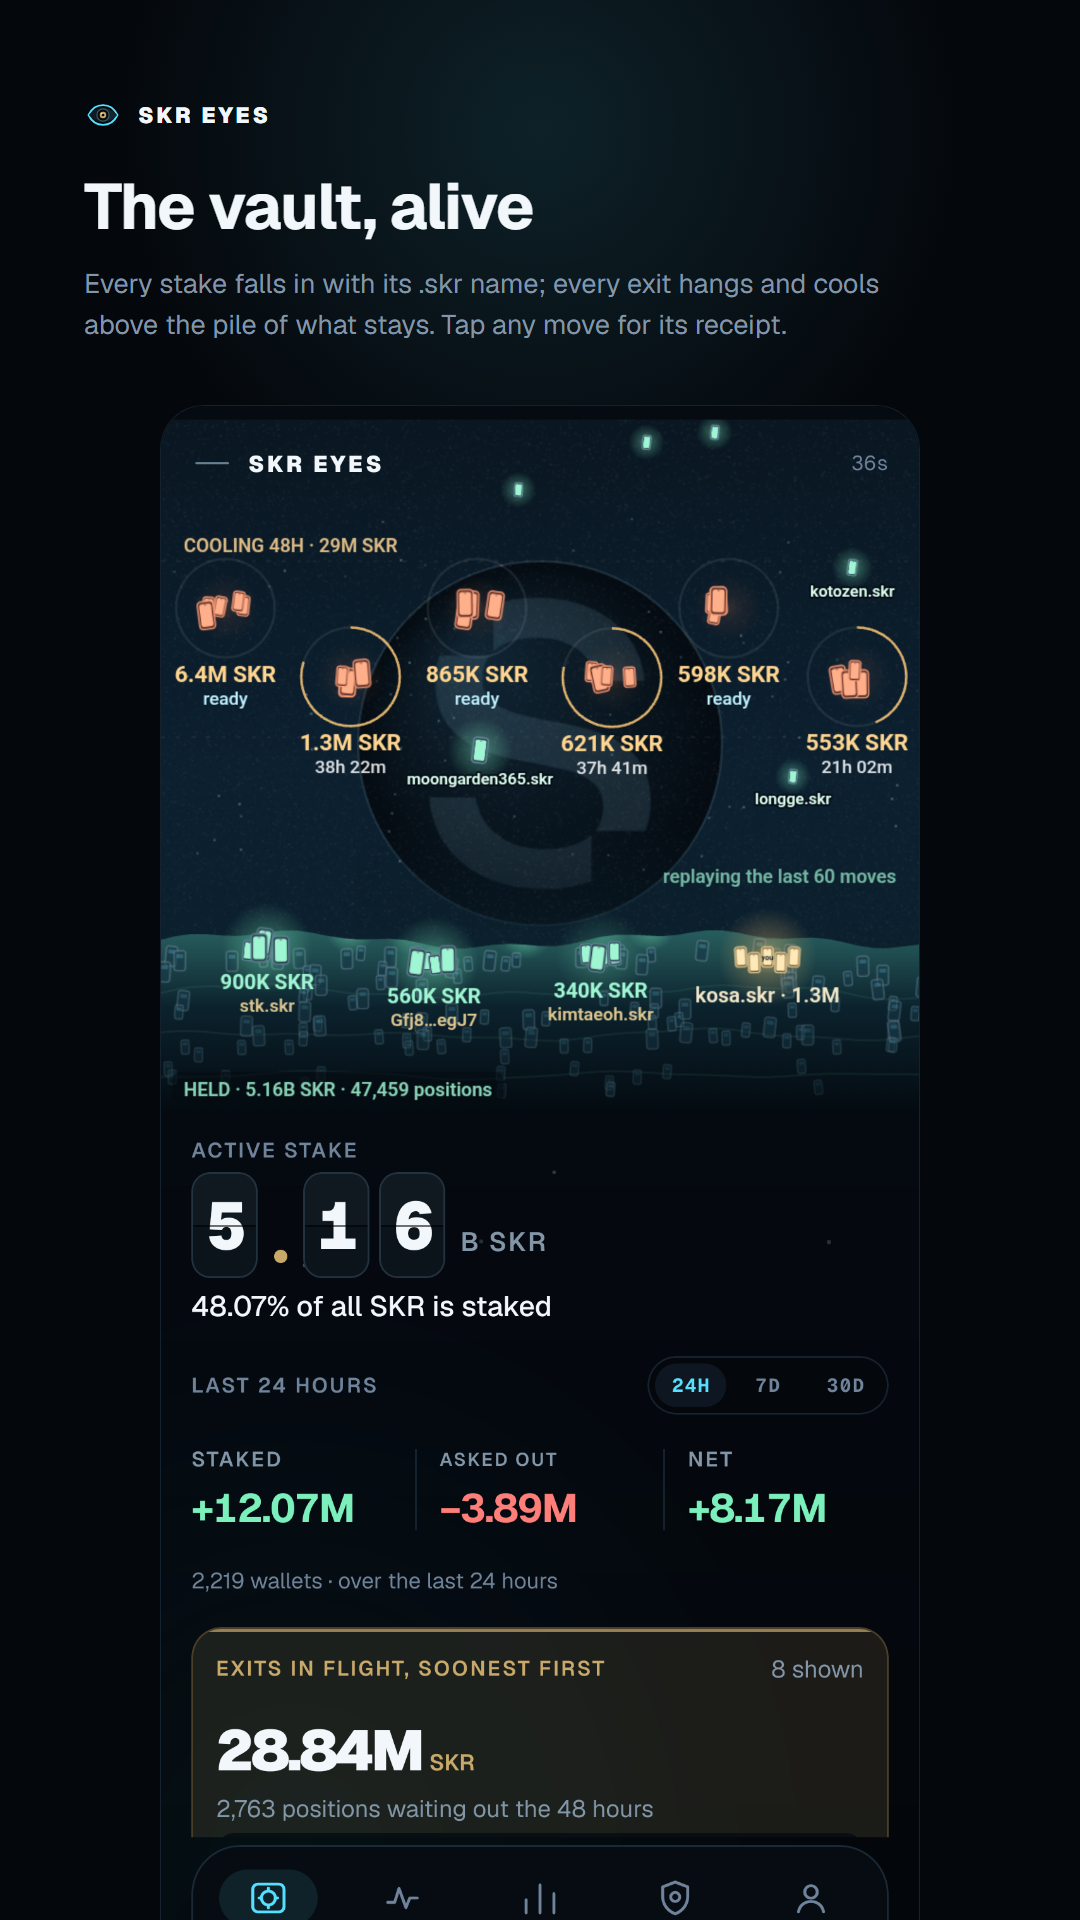 SKR EYES
The vault, alive
Every stake falls in with its .skr name; every exit hangs and cools
above the pile of what stays. Tap any move for its receipt.
SKR EYES
36s
COOLING 48H · 29M SKR
kotozen.skr
6.4M SKR
ready
865K SKR
ready
598K SKR
ready
1.3M SKR
38h 22m
621K SKR
37h 41m
553K SKR
21h 02m
moongarden365.skr
longge.skr
replaying the last 60 moves
900K SKR
stk.skr
560K SKR
Gfj8...egJ7
340K SKR
kimtaeoh.skr
YOU
kosa.skr · 1.3M
HELD · 5.16B SKR · 47,459 positions
ACTIVE STAKE
5.16 B SKR
48.07% of all SKR is staked
LAST 24 HOURS
24H 7D 30D
STAKED
+12.07M
ASKED OUT
−3.89M
NET
+8.17M
2,219 wallets · over the last 24 hours
EXITS IN FLIGHT, SOONEST FIRST
8 shown
28.84M SKR
2,763 positions waiting out the 48 hours